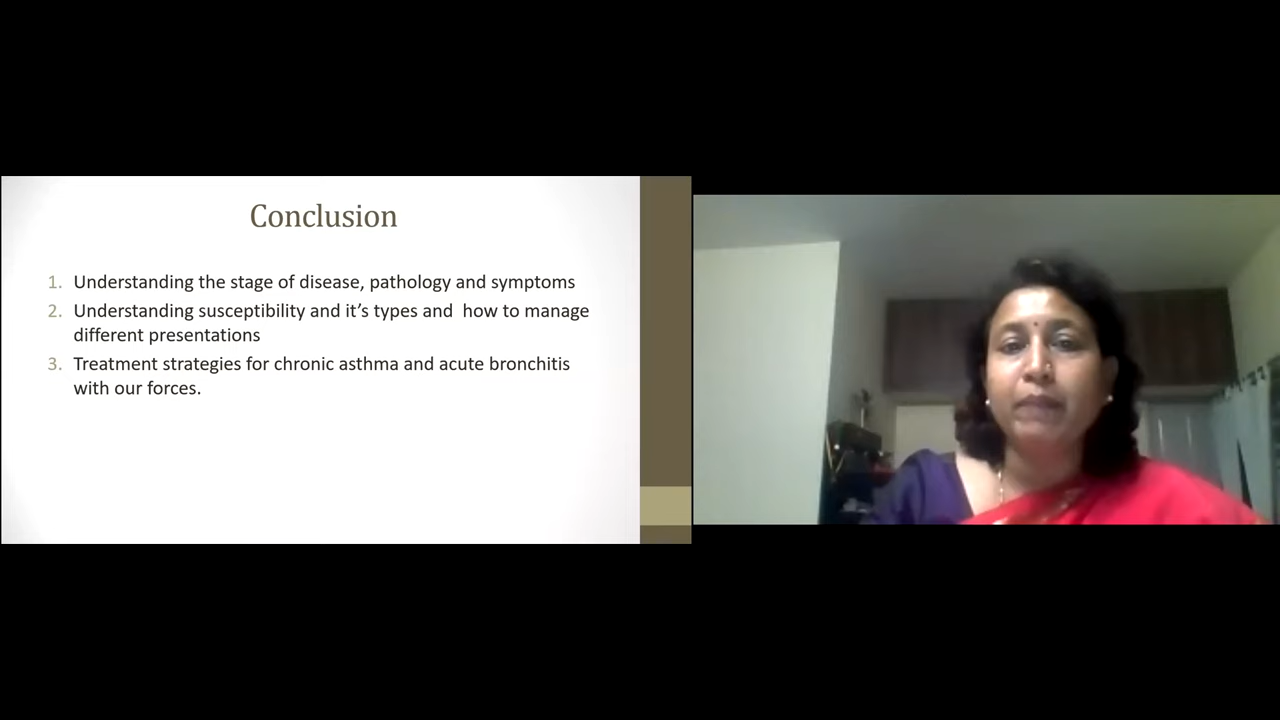 Conclusion
1. Understanding the stage of disease, pathology and symptoms
2. Understanding susceptibility and it’s types and  how to manage
different presentations
3. Treatment strategies for chronic asthma and acute bronchitis
with our forces.